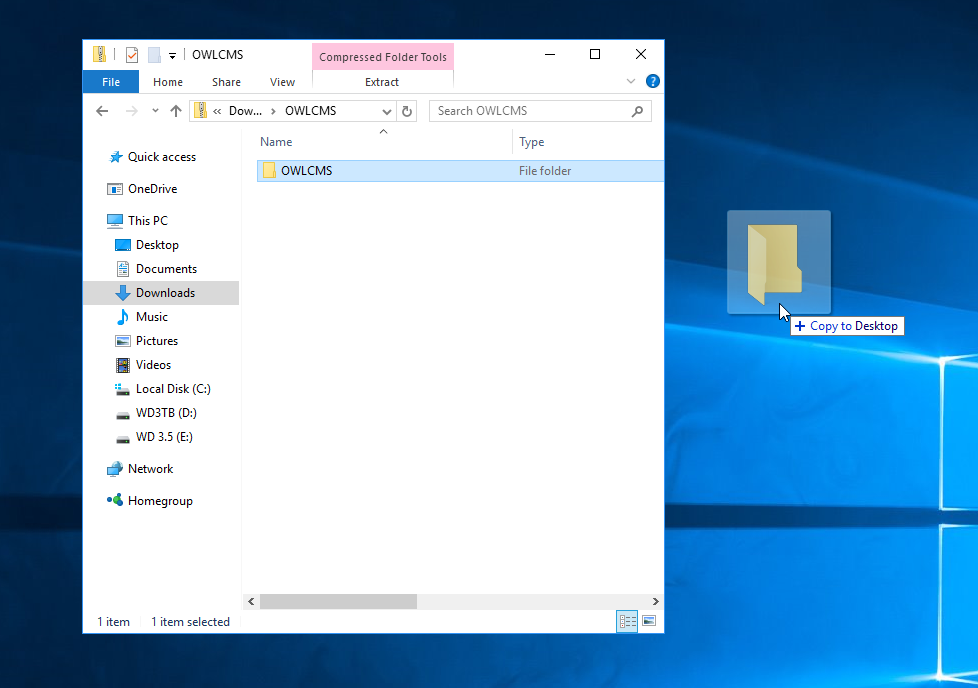 OWLCMS
Compressed Folder Tools
File
Home
Share
View
Extract
?
« Dow... › OWLCMS
Search OWLCMS
Name
Type
Quick access
OWLCMS
File folder
OneDrive
This PC
Desktop
Documents
Downloads
Music
Pictures
+ Copy to Desktop
Videos
Local Disk (C:)
WD3TB (D:)
WD 3.5 (E:)
Network
Homegroup
1 item
1 item selected